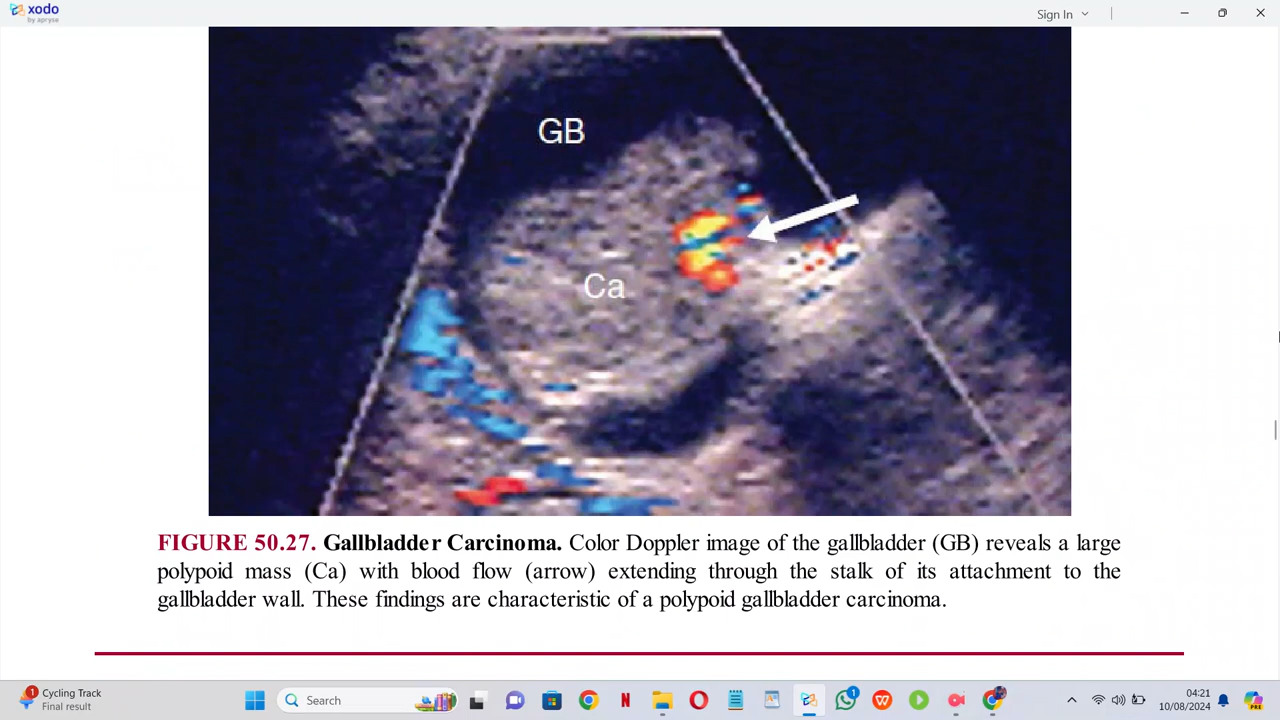 xodo
by apryse
Sign In
GB
Ca
FIGURE 50.27. Gallbladder Carcinoma. Color Doppler image of the gallbladder (GB) reveals a large
polypoid mass (Ca) with blood flow (arrow) extending through the stalk of its attachment to the
gallbladder wall. These findings are characteristic of a polypoid gallbladder carcinoma.
1
Cycling Track
Final result
Search
N
1
W
04:21
10/08/2024
PRE